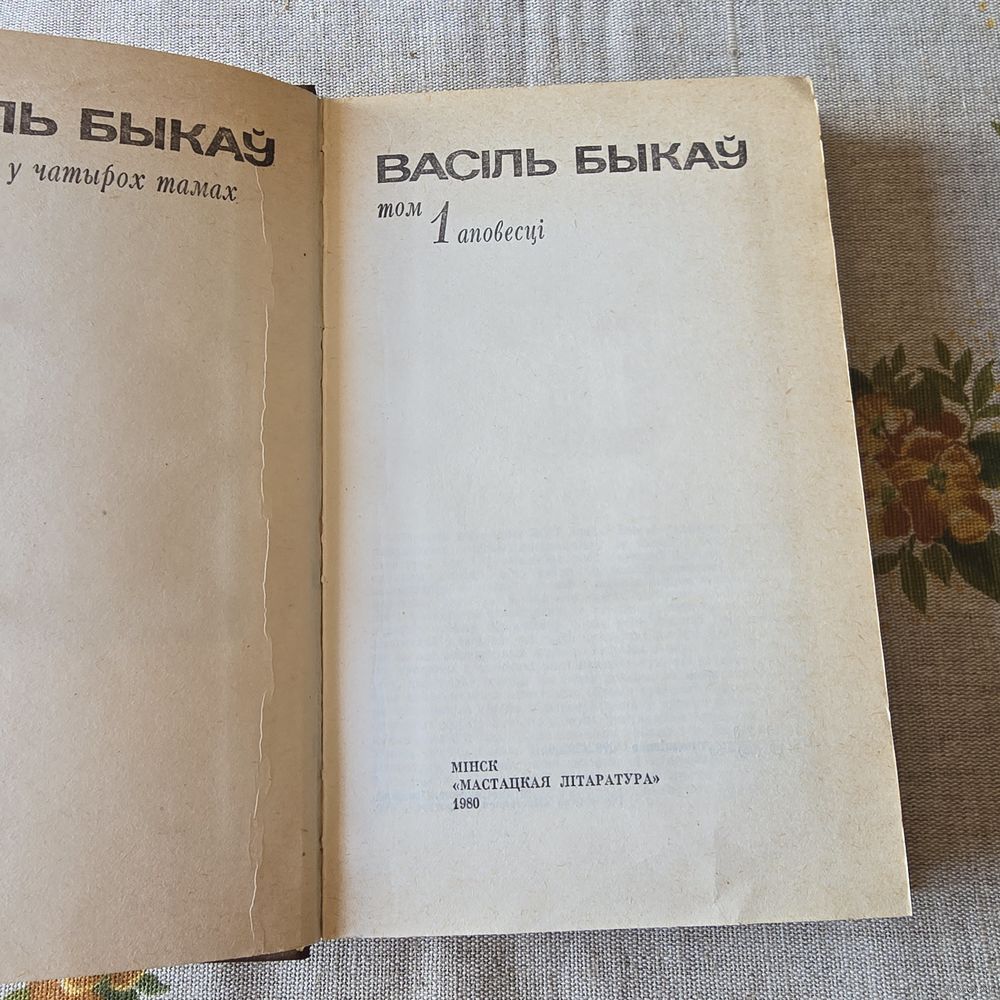 ЛЬ БЫКАЎ
у чатырох тамах
ВАСІЛЬ БЫКАЎ
том 1 аповесці
МІНСК
«МАСТАЦКАЯ ЛІТАРАТУРА»
1980